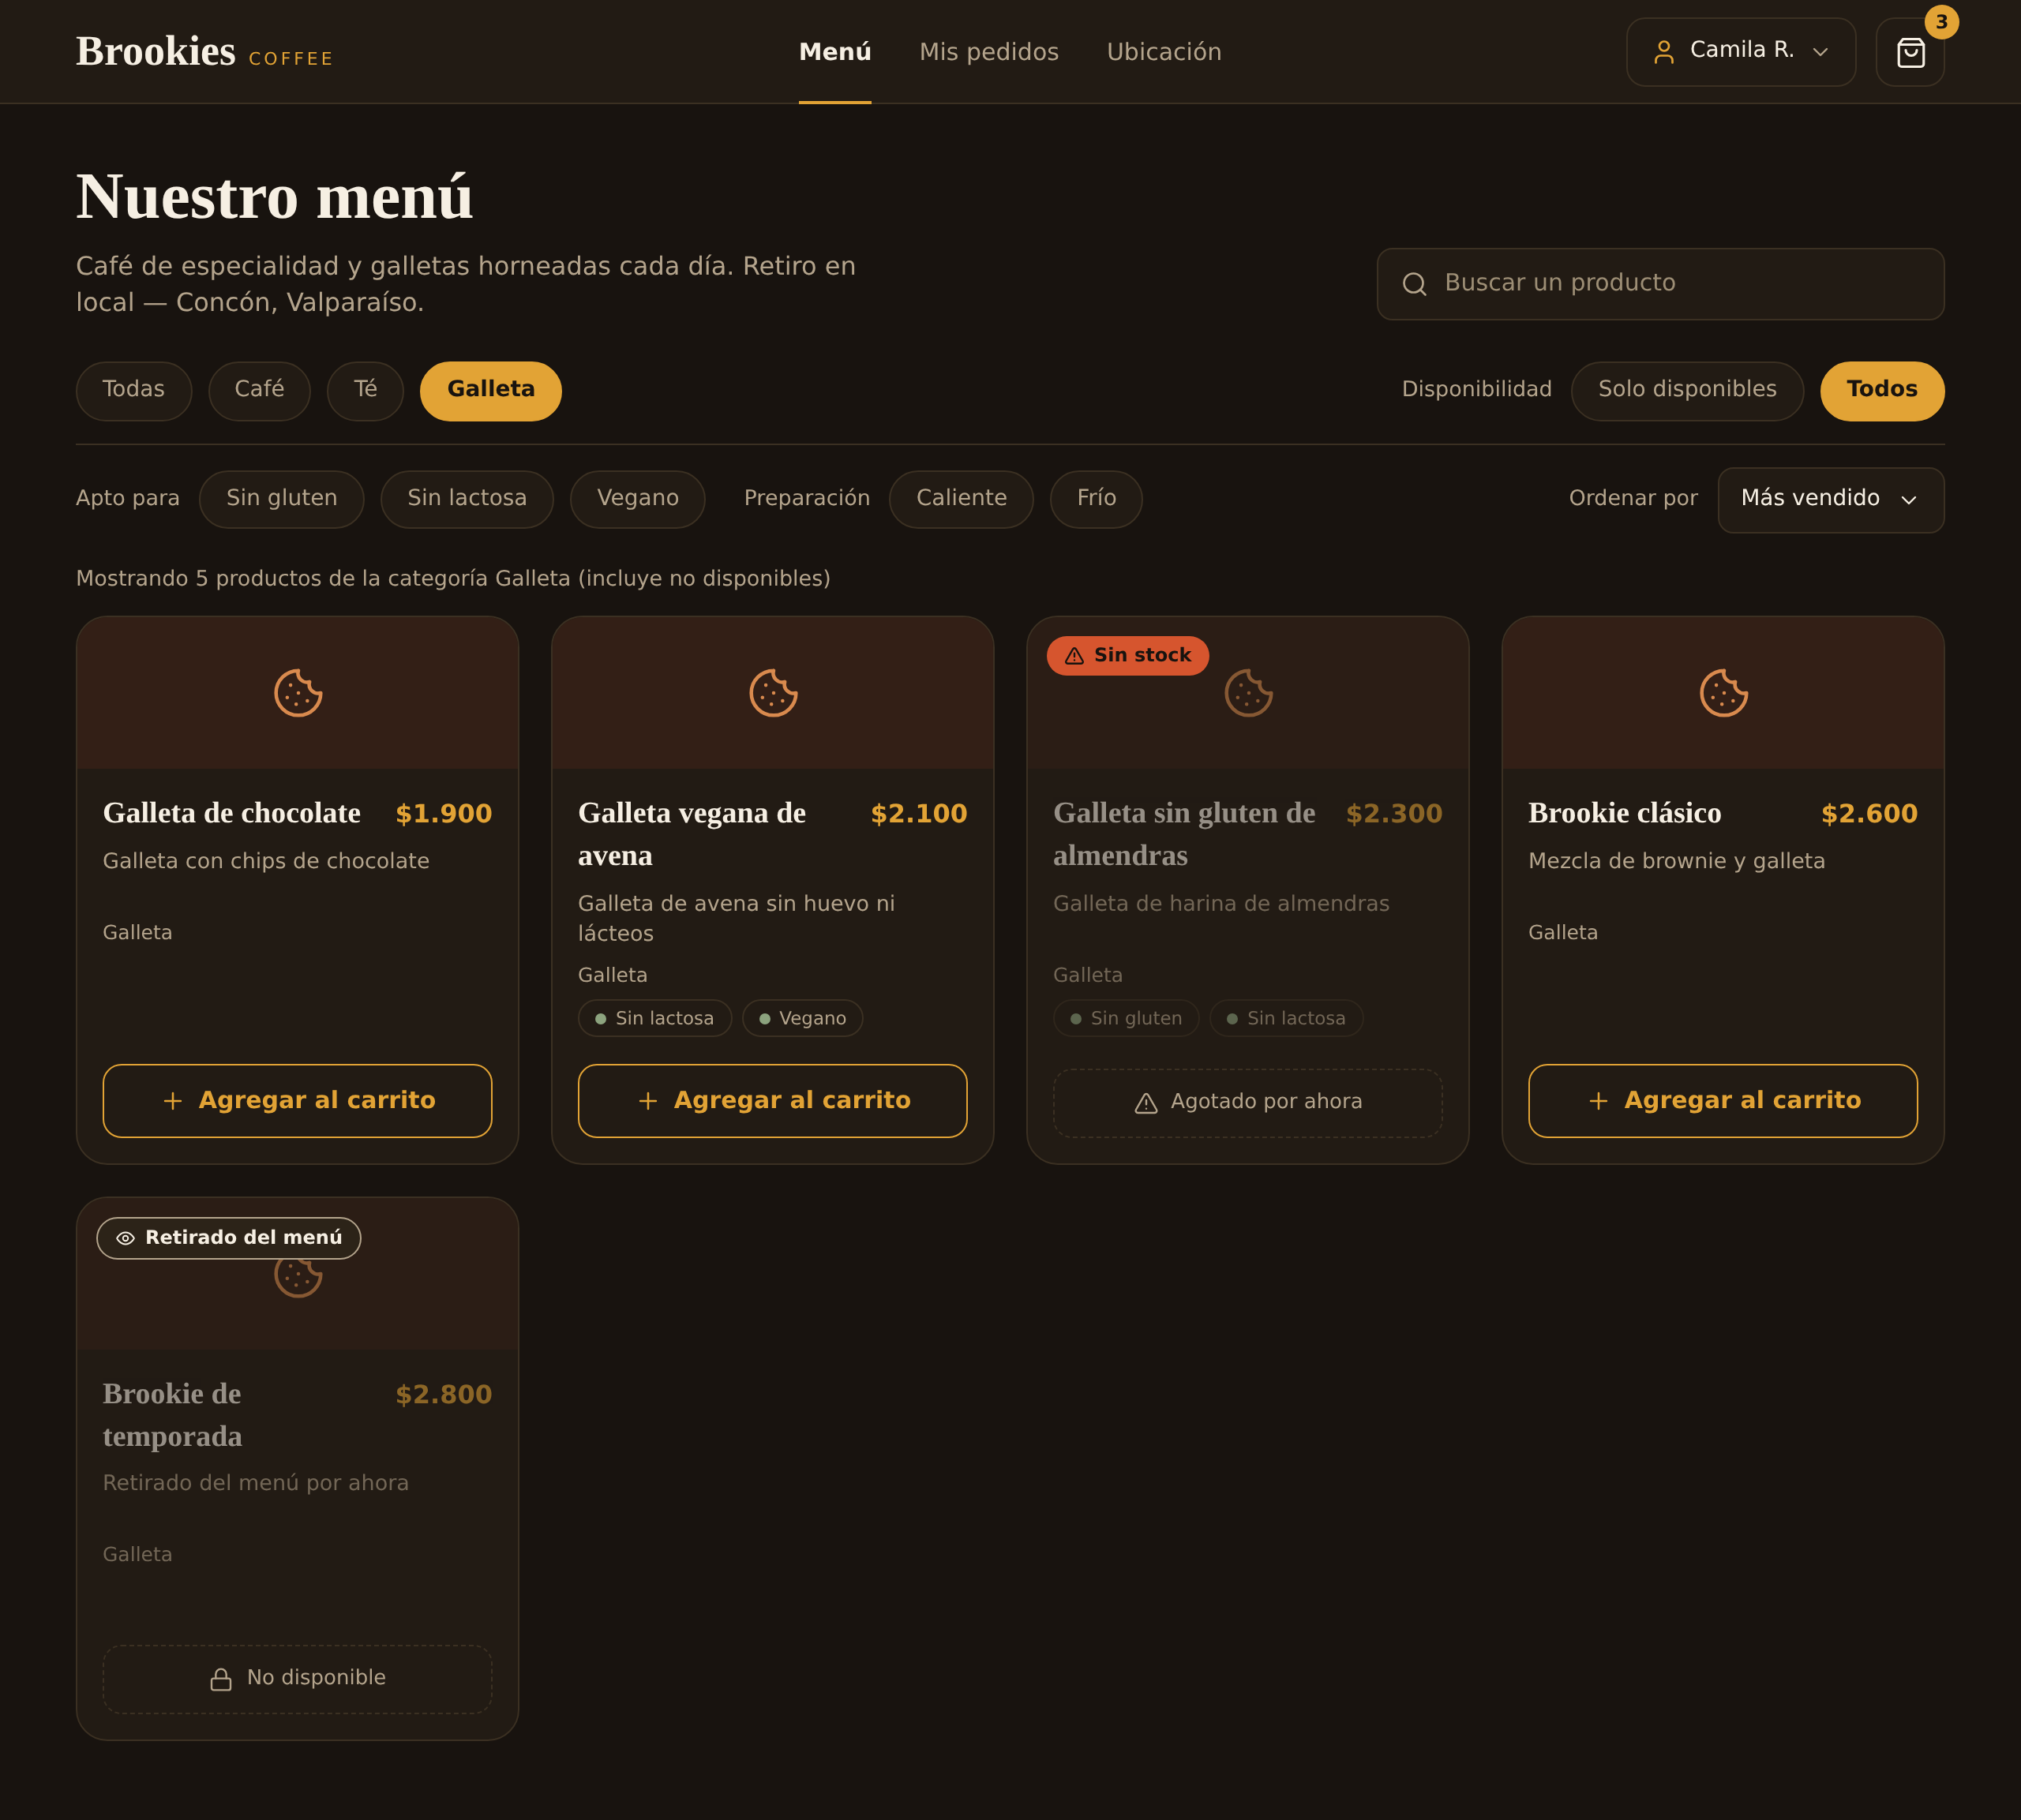 Brookies COFFEE
Menú
Mis pedidos
Ubicación
Camila R.
3
Nuestro menú
Café de especialidad y galletas horneadas cada día. Retiro en
local — Concón, Valparaíso.
Buscar un producto
Todas
Café
Té
Galleta
Disponibilidad
Solo disponibles
Todos
Apto para
Sin gluten
Sin lactosa
Vegano
Preparación
Caliente
Frío
Ordenar por
Más vendido
Mostrando 5 productos de la categoría Galleta (incluye no disponibles)
Galleta de chocolate
$1.900
Galleta con chips de chocolate
Galleta
Agregar al carrito
Galleta vegana de
avena
$2.100
Galleta de avena sin huevo ni
lácteos
Galleta
Sin lactosa
Vegano
Agregar al carrito
Sin stock
Galleta sin gluten de
almendras
$2.300
Galleta de harina de almendras
Galleta
Sin gluten
Sin lactosa
Agotado por ahora
Brookie clásico
$2.600
Mezcla de brownie y galleta
Galleta
Agregar al carrito
Retirado del menú
Brookie de
temporada
$2.800
Retirado del menú por ahora
Galleta
No disponible